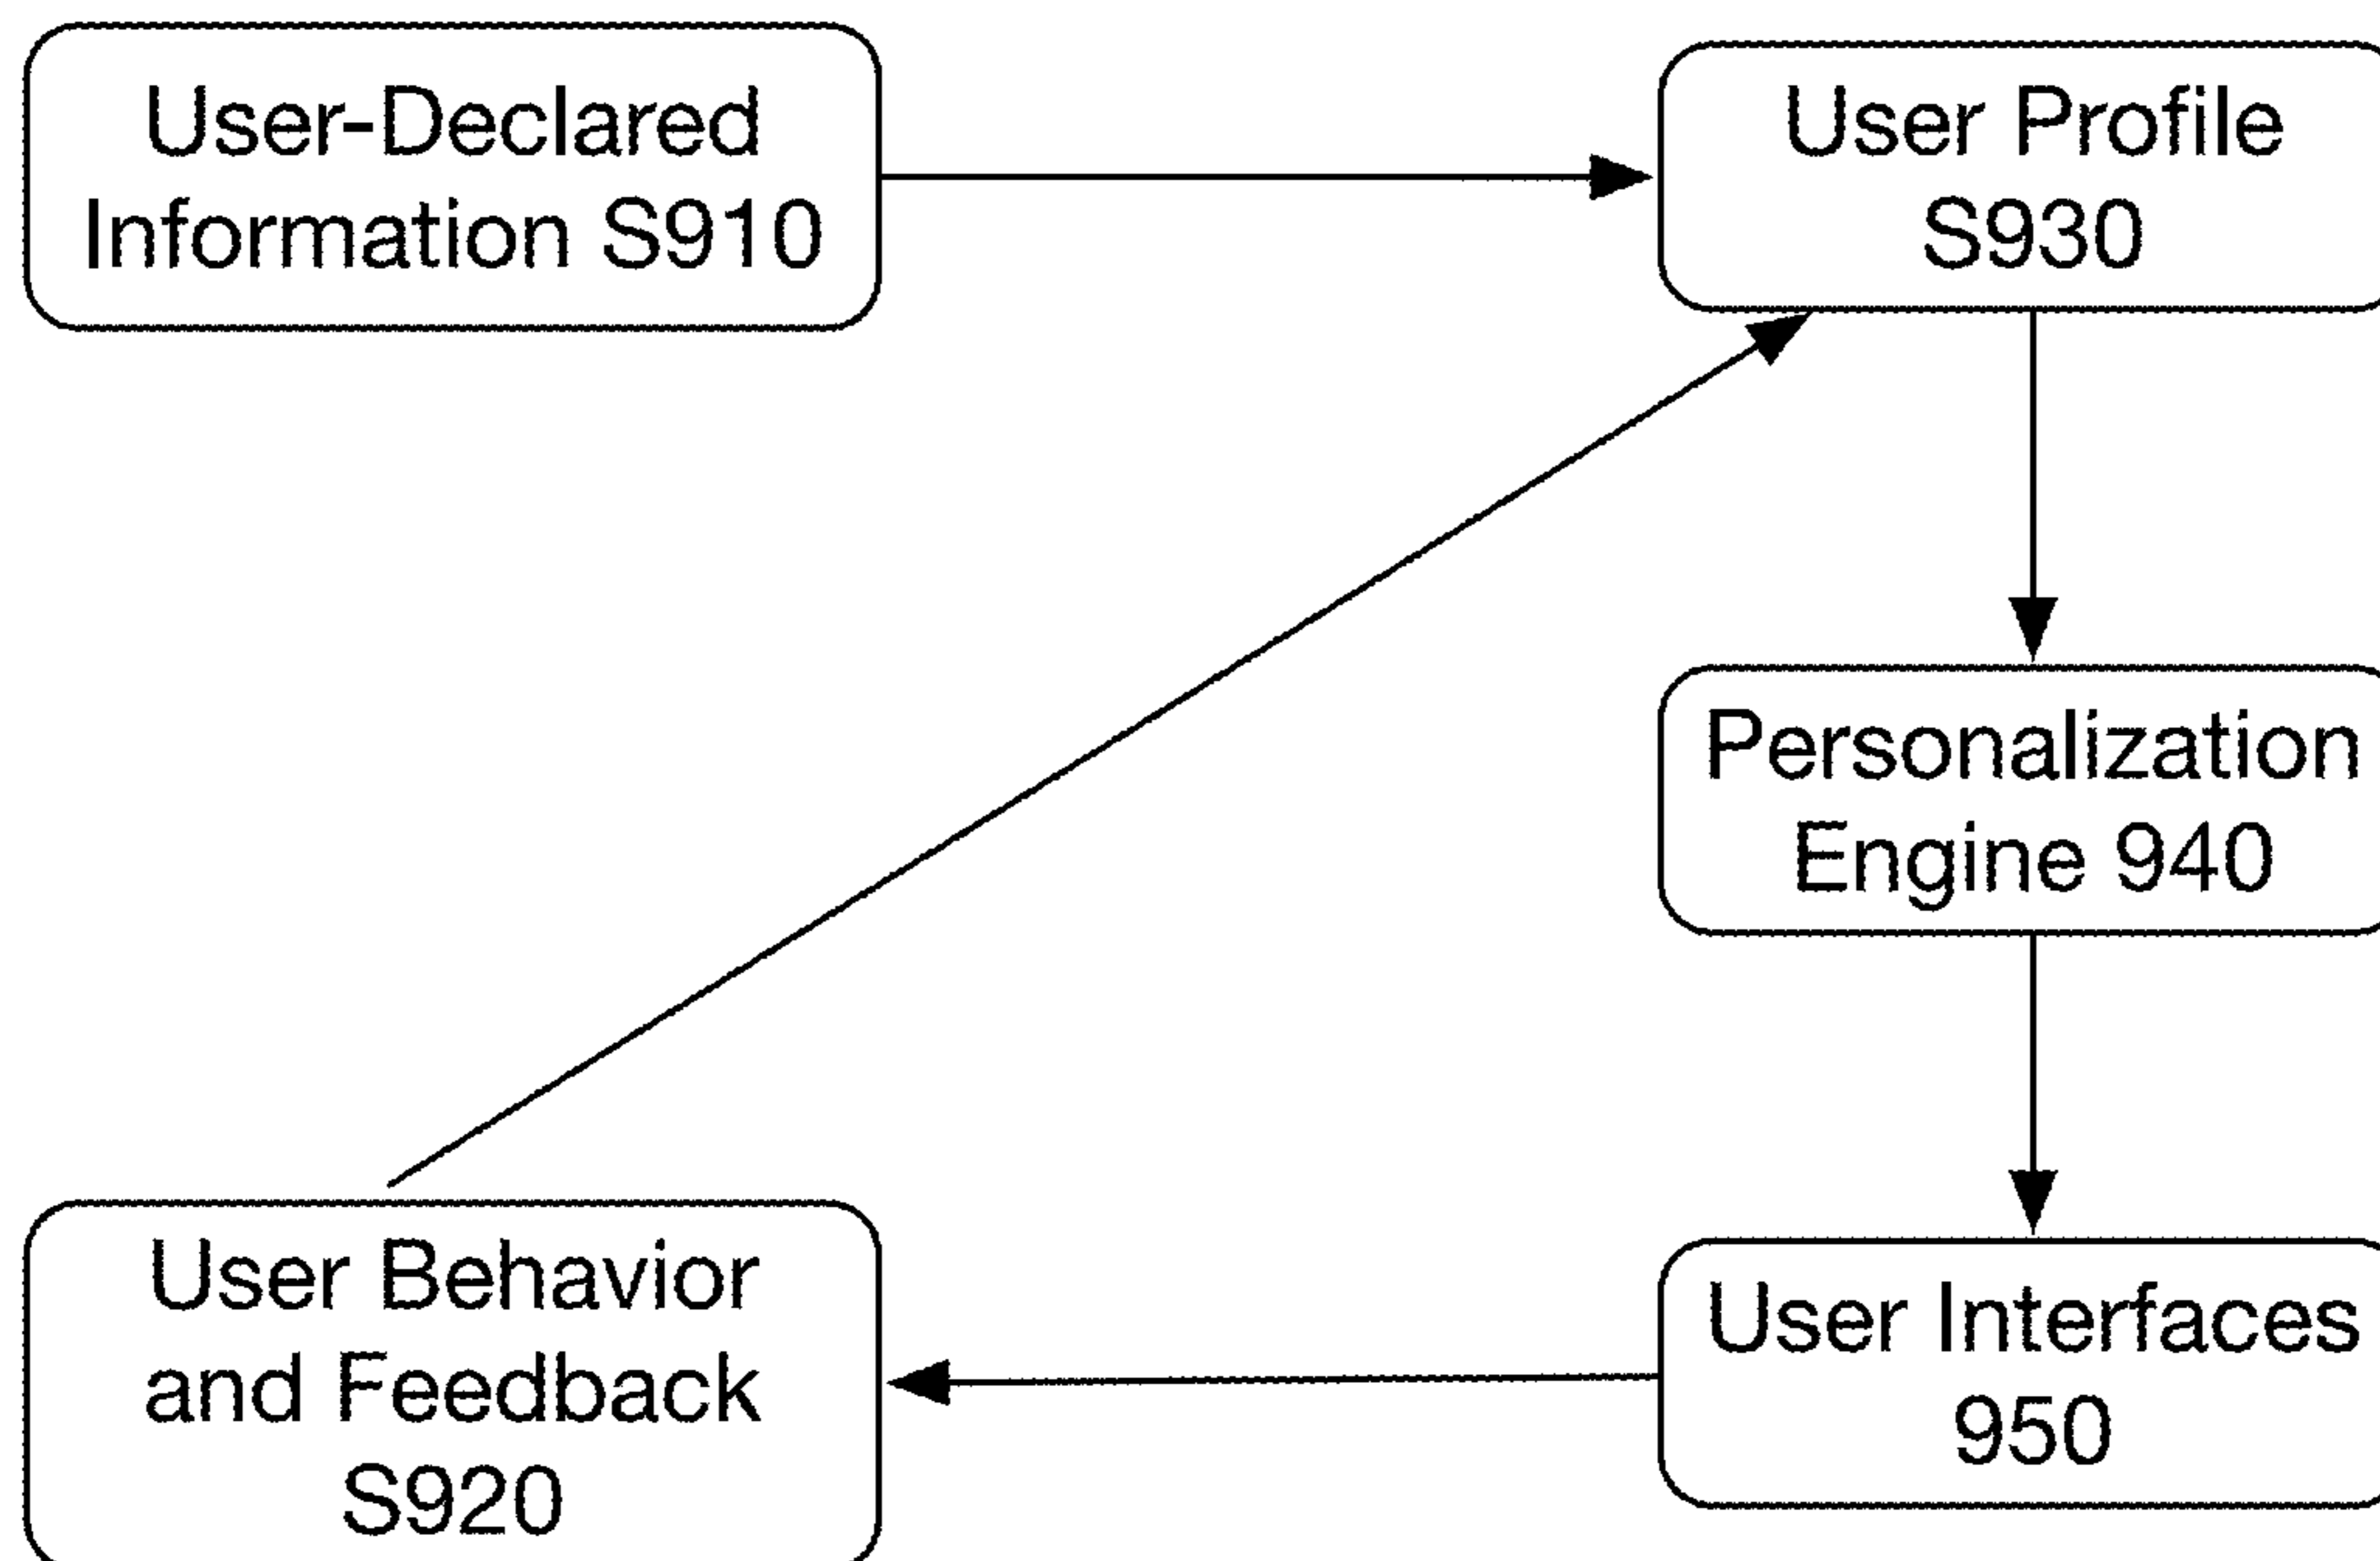 User-Declared
Information S910
User Profile
S930
Personalization
Engine 940
User Behavior
and Feedback
S920
User Interfaces
950